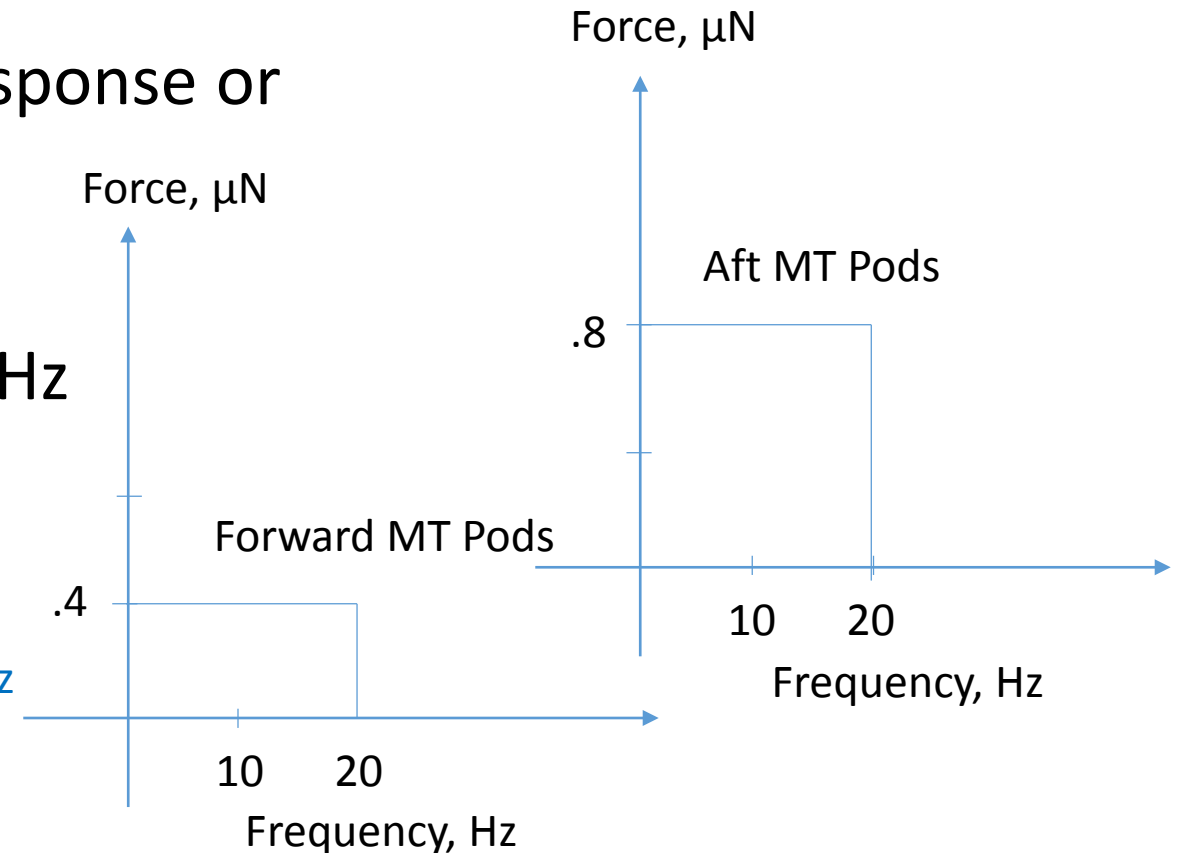 sponse or
Hz
z
Force, µN
Forward MT Pods
.4
10 20
Frequency, Hz
Force, µN
Aft MT Pods
.8
10 20
Frequency, Hz